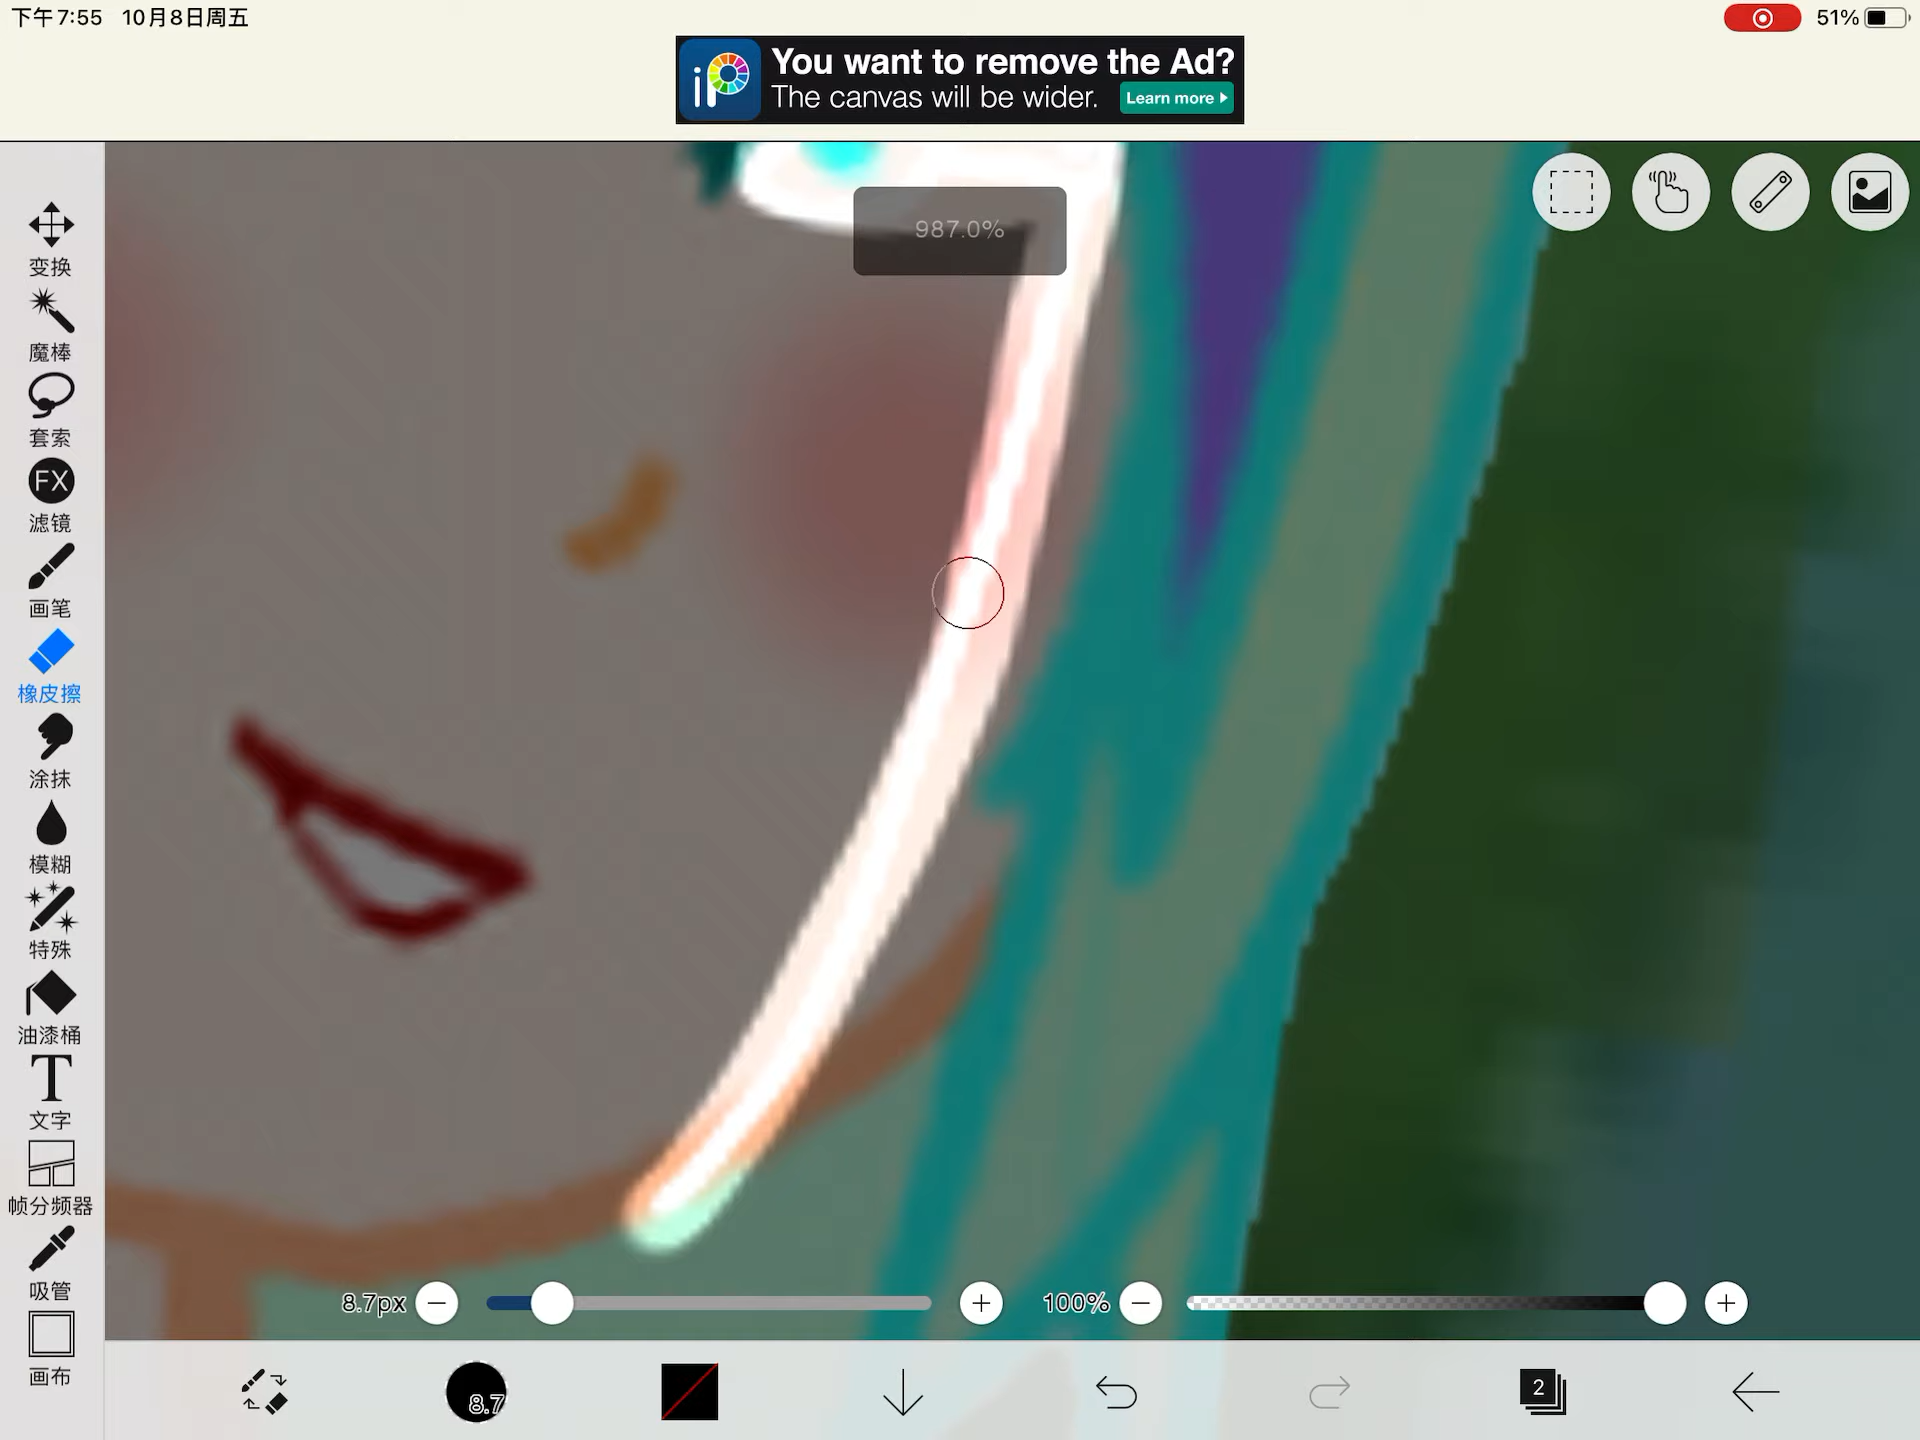 下午7:55 10月8日周五
51%
iP
You want to remove the Ad?
The canvas will be wider.
Learn more
987.0%
变换
魔棒
套索
FX
滤镜
画笔
橡皮擦
涂抹
模糊
特殊
油漆桶
T
文字
帧分频器
吸管
画布
8.7px
100%
8.7
2